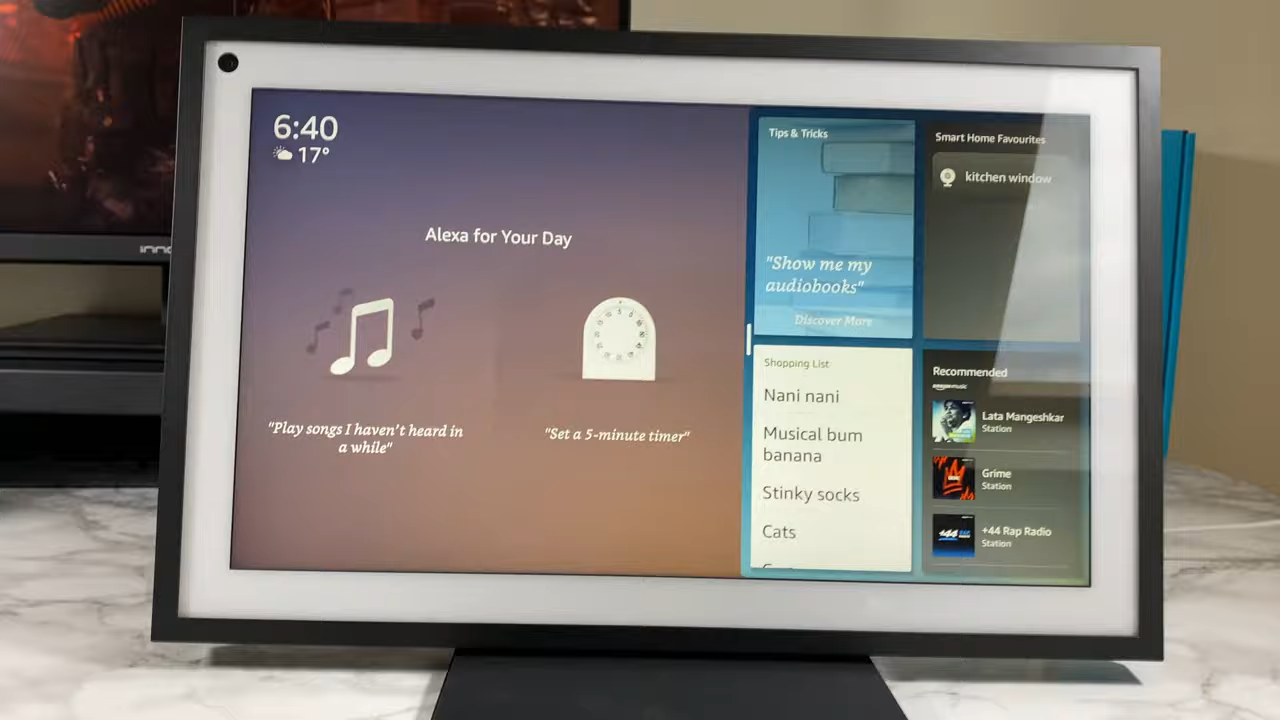 6:40
17°
Alexa for Your Day
"Play songs I haven't heard in
a while"
"Set a 5-minute timer"
Tips & Tricks
"Show me my
audiobooks"
Discover More
Smart Home Favourites
kitchen window
Shopping List
Nani nani
Musical bum
banana
Stinky socks
Cats
Recommended
amazon music
Lata Mangeshkar
Station
Grime
Station
+44 Rap Radio
Station